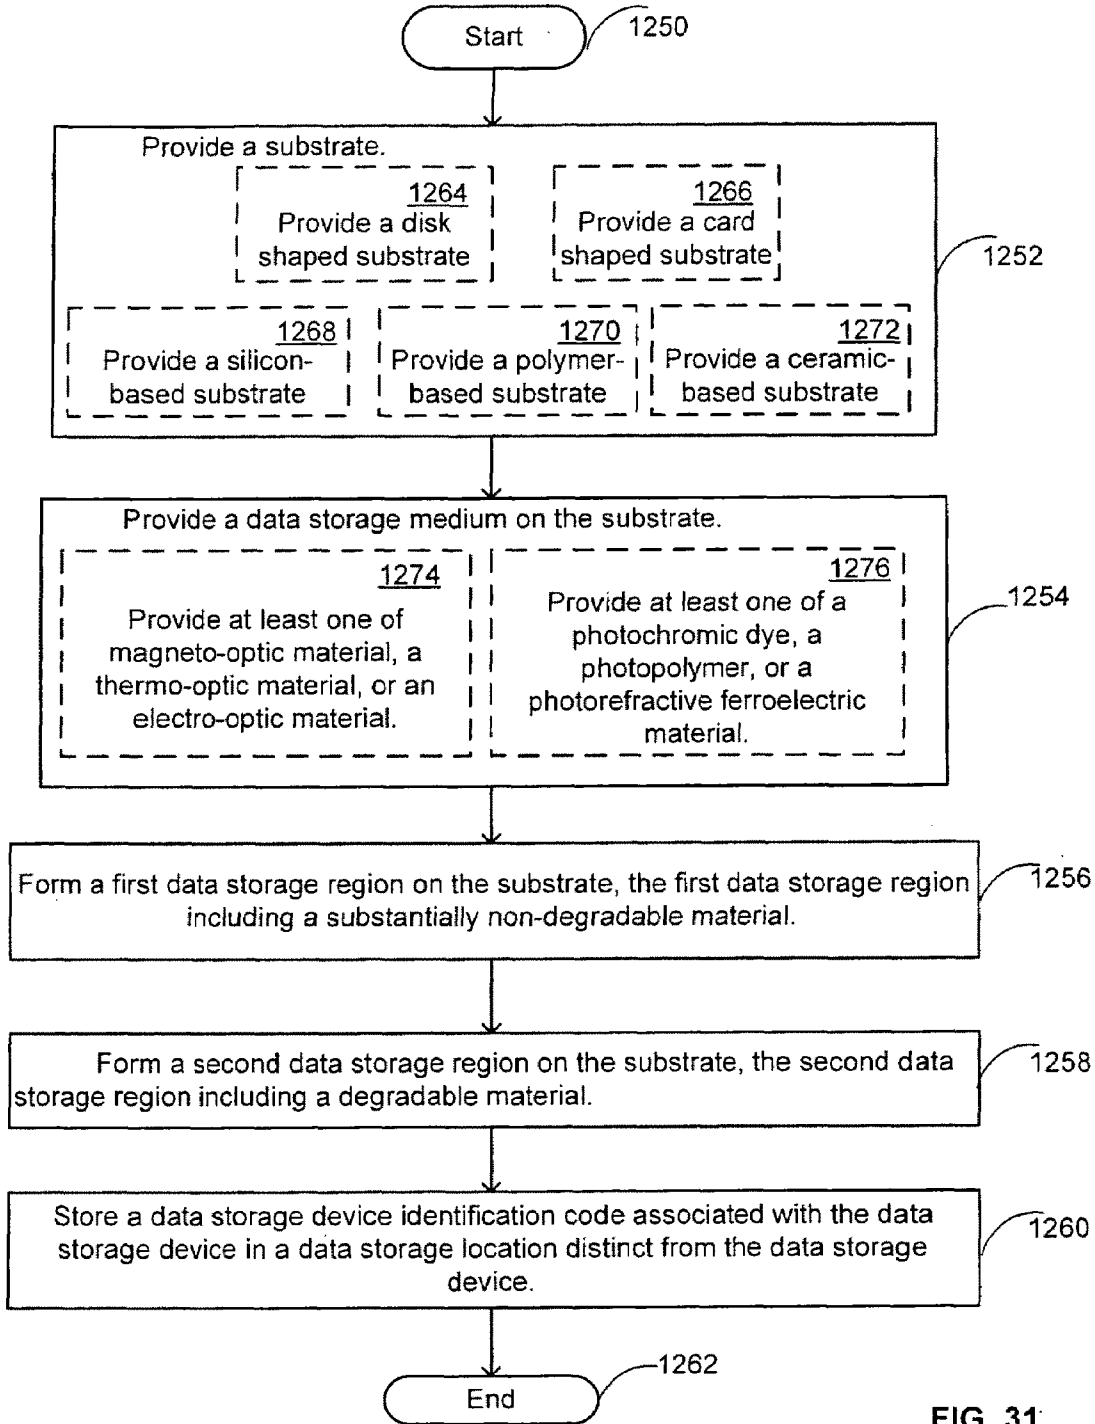 Start
1250
Provide a substrate.
1264
Provide a disk
shaped substrate
1266
Provide a card
shaped substrate
1252
1268
Provide a silicon-
based substrate
1270
Provide a polymer-
based substrate
1272
Provide a ceramic-
based substrate
Provide a data storage medium on the substrate.
1274
Provide at least one of
magneto-optic material, a
thermo-optic material, or an
electro-optic material.
1276
Provide at least one of a
photochromic dye, a
photopolymer, or a
photorefractive ferroelectric
material.
1254
Form a first data storage region on the substrate, the first data storage region
including a substantially non-degradable material.
1256
Form a second data storage region on the substrate, the second data
storage region including a degradable material.
1258
Store a data storage device identification code associated with the data
storage device in a data storage location distinct from the data storage
device.
1260
End
1262
FIG. 31